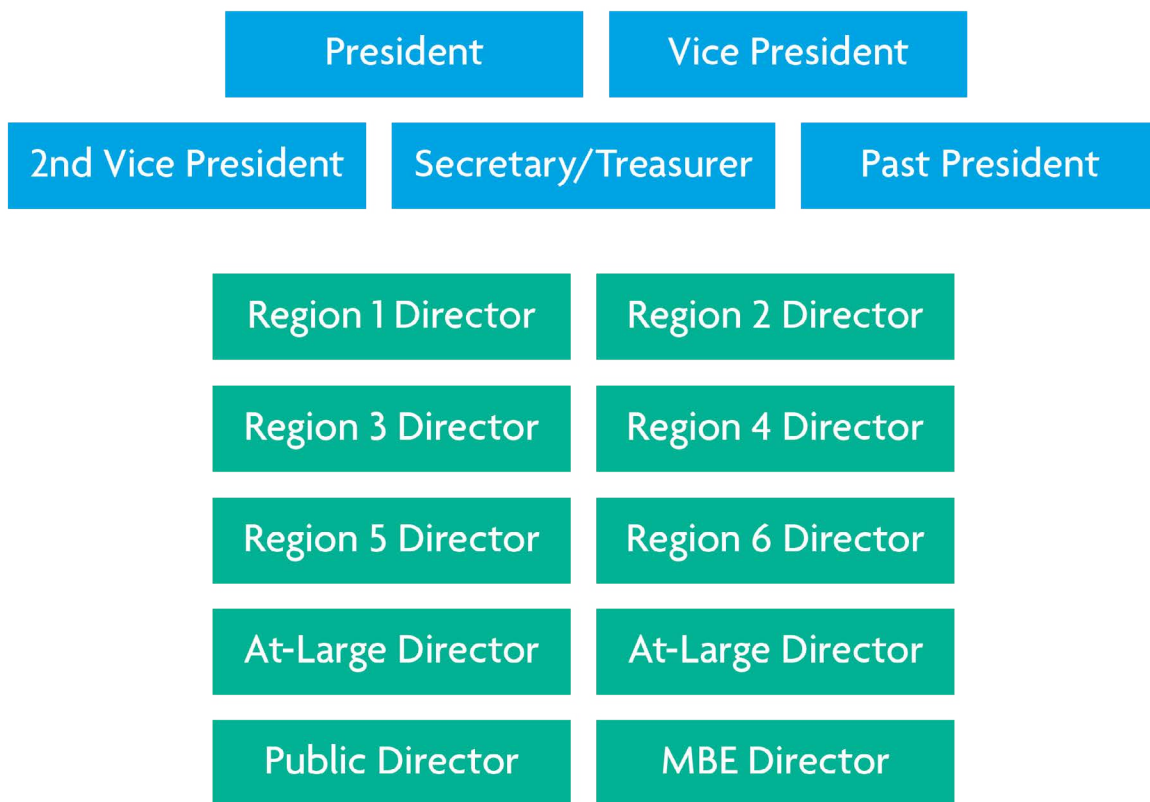 President
Vice President
2nd Vice President
Secretary/Treasurer
Past President
Region 1 Director
Region 2 Director
Region 3 Director
Region 4 Director
Region 5 Director
Region 6 Director
At-Large Director
At-Large Director
Public Director
MBE Director